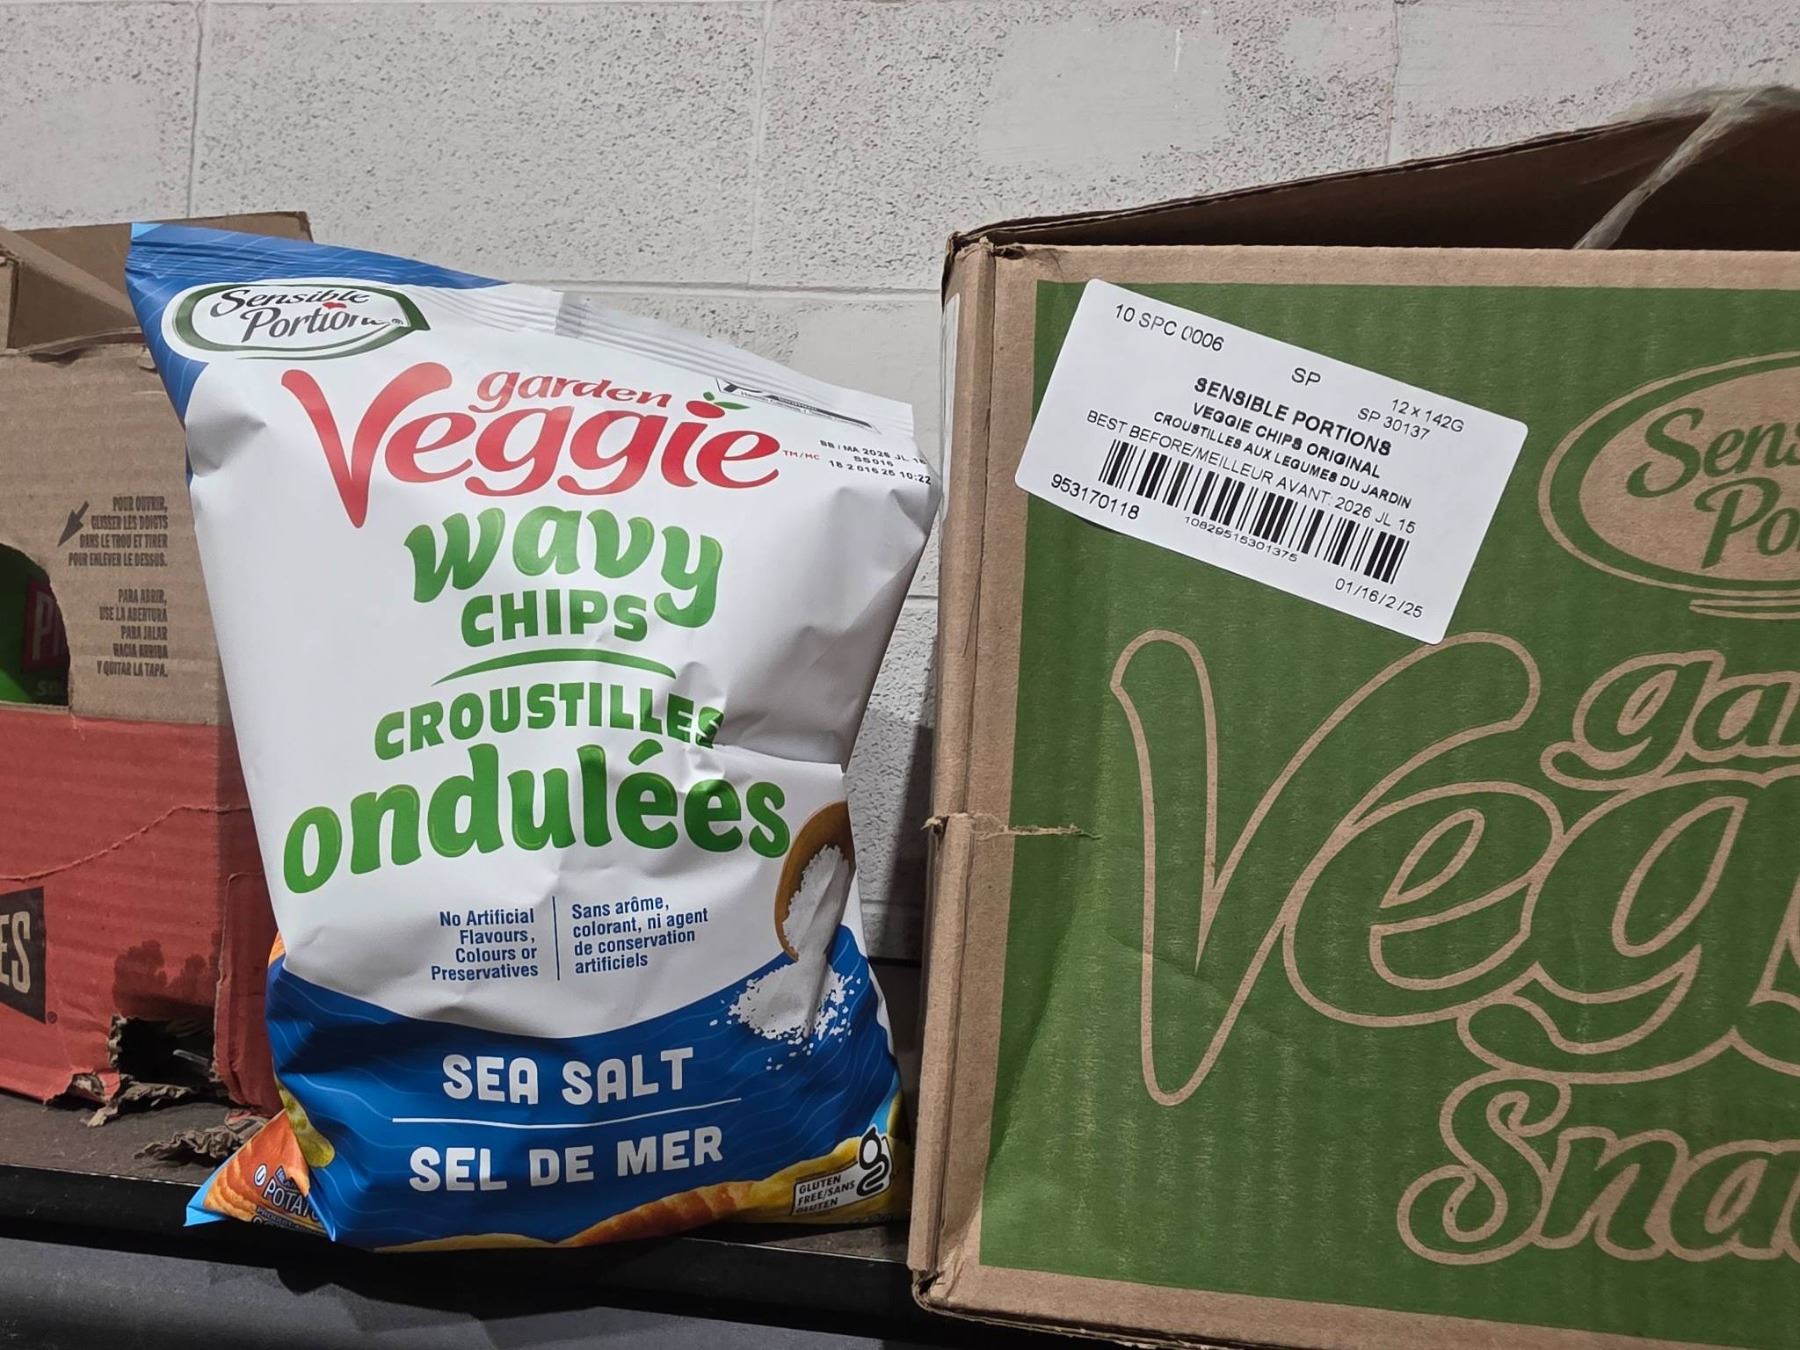 POUR OUVRIR,
GLISSER LES DOIGTS
DANS LE TROU ET TIRER
POUR ENLEVER LE DESSUS.
PARA ABRIR,
USE LA ABERTURA
PARA JALAR
HACIA ARRIBA
Y QUITAR LA TAPA.
ES
Sensible
Portions®
garden
Veggie
TM/MC
BB / MA 2026 JL 15
18 2 016 25 10:22
wavy
CHIPS
CROUSTILLES
ondulées
No Artificial
Flavours,
Colours or
Preservatives
Sans arôme,
colorant, ni agent
de conservation
artificiels
SEA SALT
SEL DE MER
GLUTEN
FREE/SANS
GLUTEN
10 SPC 0006
SP
12 x 142G
SP 30137
SENSIBLE PORTIONS
VEGGIE CHIPS ORIGINAL
CROUSTILLES AUX LEGUMES DU JARDIN
BEST BEFORE/MEILLEUR AVANT: 2026 JL 15
953170118
10829515301375
01/16/2/25
Sens
Po
ga
Veg
Sna